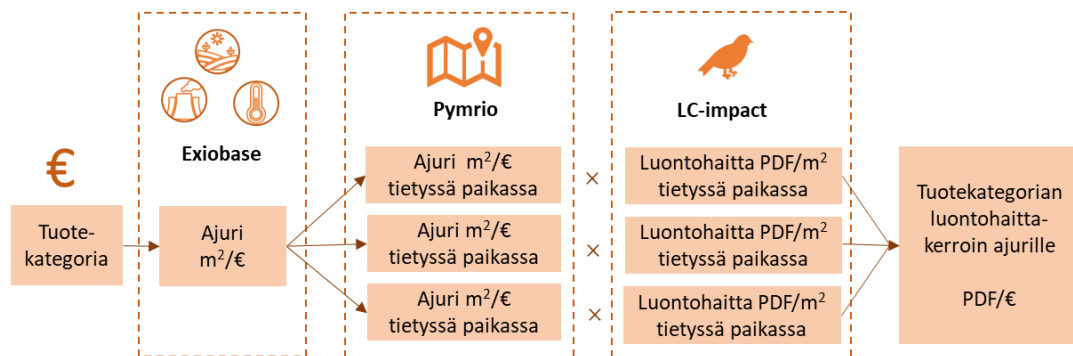 €
Tuote-
kategoria
Exiobase
Ajuri
m²/€
Pymrio
Ajuri m²/€
tietyssä paikassa
Ajuri m²/€
tietyssä paikassa
Ajuri m²/€
tietyssä paikassa
×
×
×
LC-impact
Luontohaitta PDF/m²
tietyssä paikassa
Luontohaitta PDF/m²
tietyssä paikassa
Luontohaitta PDF/m²
tietyssä paikassa
Tuotekategorian
luontohaitta-
kerroin ajurille
PDF/€